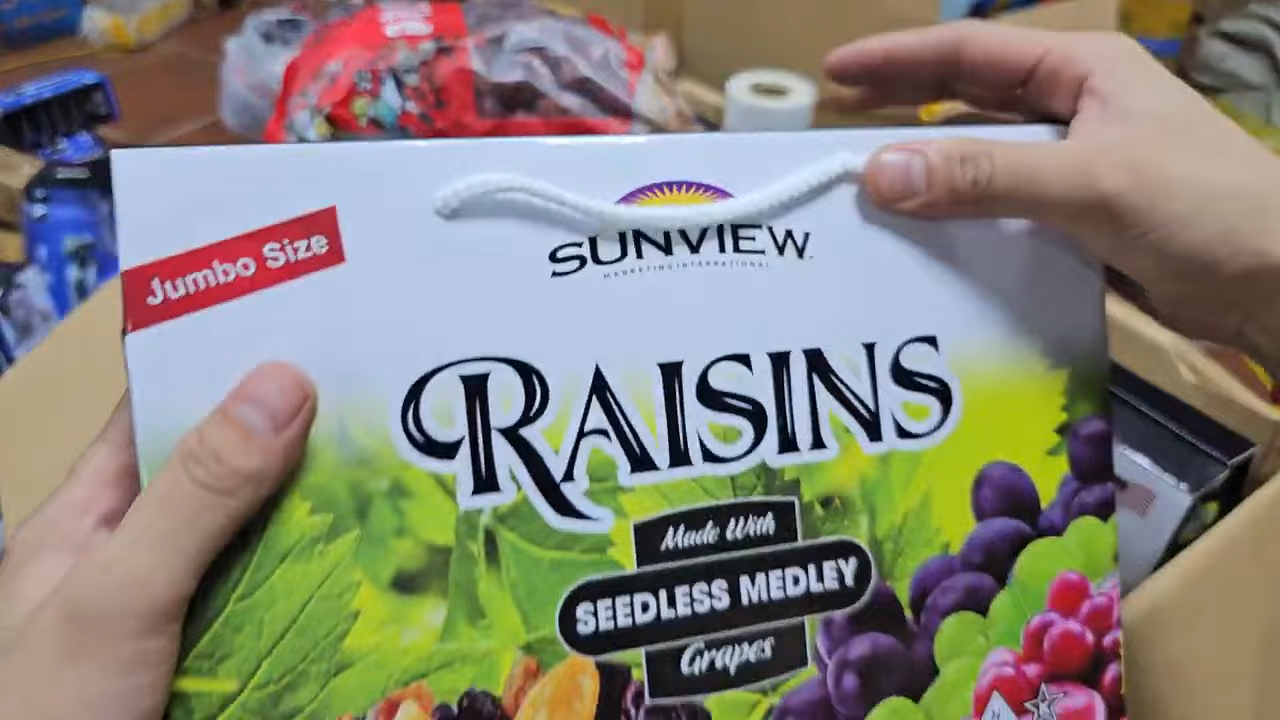 Jumbo Size
SUNVIEW
MARKETING INTERNATIONAL
RAISINS
Made With
SEEDLESS MEDLEY
Grapes